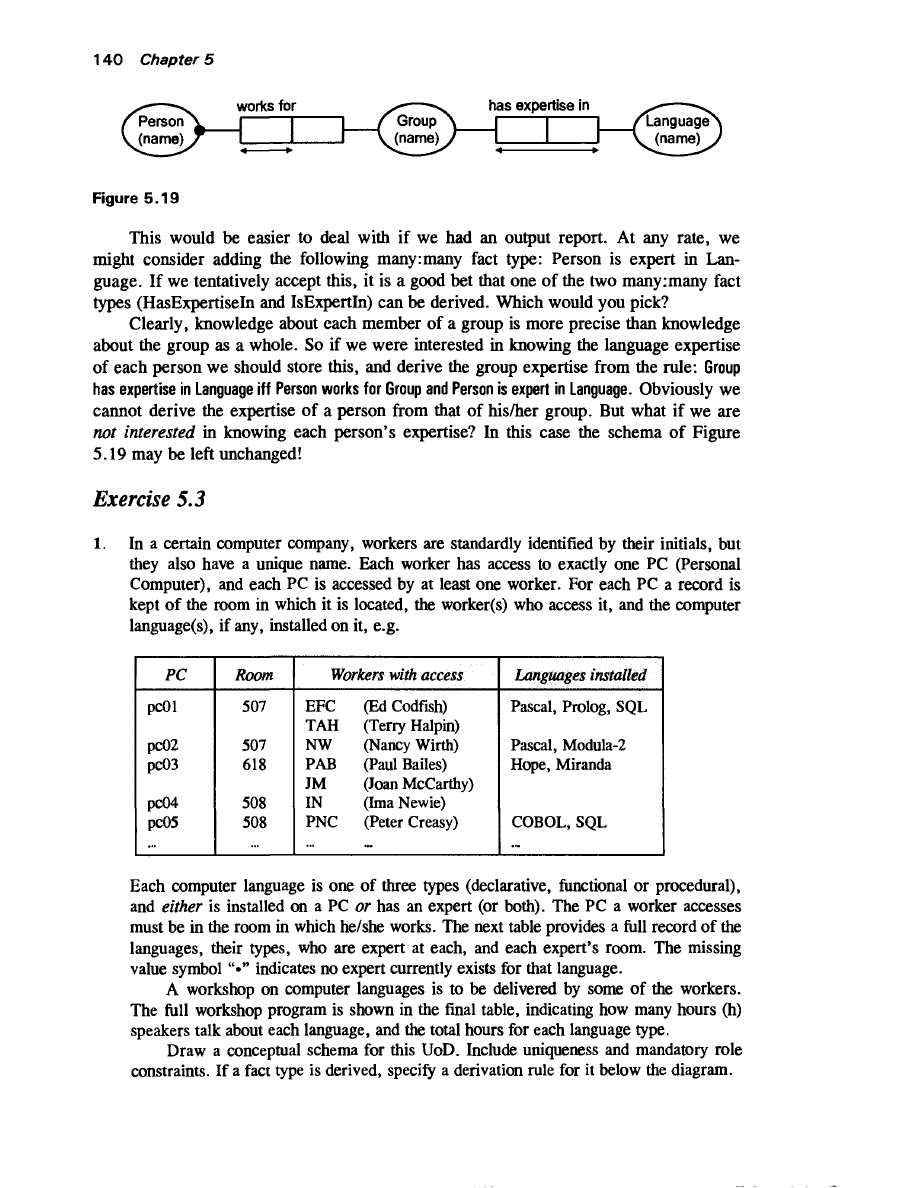 140 Chapter 5
works for has expertise in
Person Group Language
(name) (name) (name)
Figure 5.19
This would be easier to deal with if we had an output report. At any rate, we
might consider adding the following many:many fact type: Person is expert in Lan-
guage. If we tentatively accept this, it is a good bet that one of the two many:many fact
types (HasExpertiseIn and IsExpertIn) can be derived. Which would you pick?
Clearly, knowledge about each member of a group is more precise than knowledge
about the group as a whole. So if we were interested in knowing the language expertise
of each person we should store this, and derive the group expertise from the rule: Group
has expertise in Language iff Person works for Group and Person is expert in Language. Obviously we
cannot derive the expertise of a person from that of his/her group. But what if we are
not interested in knowing each person's expertise? In this case the schema of Figure
5.19 may be left unchanged!
Exercise 5.3
1. In a certain computer company, workers are standardly identified by their initials, but
they also have a unique name. Each worker has access to exactly one PC (Personal
Computer), and each PC is accessed by at least one worker. For each PC a record is
kept of the room in which it is located, the worker(s) who access it, and the computer
language(s), if any, installed on it, e.g.
PC Room Workers with access Languages installed
pc01 507 EFC (Ed Codfish) Pascal, Prolog, SQL
TAH (Terry Halpin)
pc02 507 NW (Nancy Wirth) Pascal, Modula-2
pc03 618 PAB (Paul Bailes) Hope, Miranda
JM (Joan McCarthy)
pc04 508 IN (Ima Newie)
pc05 508 PNC (Peter Creasy) COBOL, SQL
... ... ... ... ...
Each computer language is one of three types (declarative, functional or procedural),
and either is installed on a PC or has an expert (or both). The PC a worker accesses
must be in the room in which he/she works. The next table provides a full record of the
languages, their types, who are expert at each, and each expert's room. The missing
value symbol “•” indicates no expert currently exists for that language.
A workshop on computer languages is to be delivered by some of the workers.
The full workshop program is shown in the final table, indicating how many hours (h)
speakers talk about each language, and the total hours for each language type.
Draw a conceptual schema for this UoD. Include uniqueness and mandatory role
constraints. If a fact type is derived, specify a derivation rule for it below the diagram.